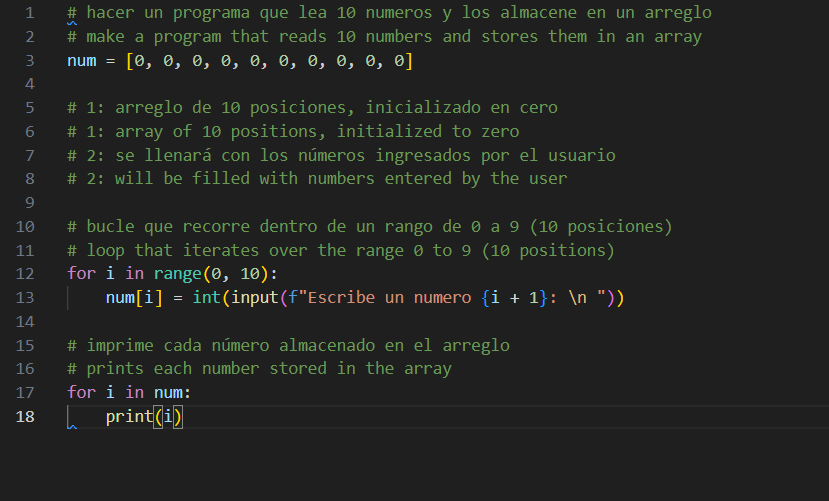 1 # hacer un programa que lea 10 numeros y los almacene en un arreglo
2 # make a program that reads 10 numbers and stores them in an array
3 num = [0, 0, 0, 0, 0, 0, 0, 0, 0, 0]
4
5 # 1: arreglo de 10 posiciones, inicializado en cero
6 # 1: array of 10 positions, initialized to zero
7 # 2: se llenará con los números ingresados por el usuario
8 # 2: will be filled with numbers entered by the user
9
10 # bucle que recorre dentro de un rango de 0 a 9 (10 posiciones)
11 # loop that iterates over the range 0 to 9 (10 positions)
12 for i in range(0, 10):
13     num[i] = int(input(f"Escribe un numero {i + 1}: \n "))
14
15 # imprime cada número almacenado en el arreglo
16 # prints each number stored in the array
17 for i in num:
18     print(i)